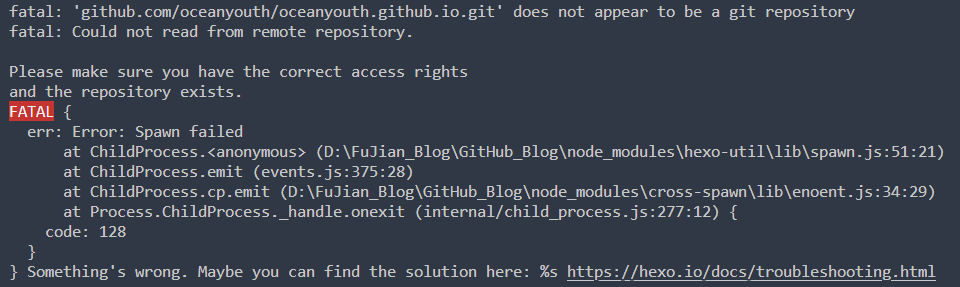 fatal: 'github.com/oceanyouth/oceanyouth.github.io.git' does not appear to be a git repository
fatal: Could not read from remote repository.

Please make sure you have the correct access rights
and the repository exists.
FATAL {
  err: Error: Spawn failed
      at ChildProcess.<anonymous> (D:\FuJian_Blog\GitHub_Blog\node_modules\hexo-util\lib\spawn.js:51:21)
      at ChildProcess.emit (events.js:375:28)
      at ChildProcess.cp.emit (D:\FuJian_Blog\GitHub_Blog\node_modules\cross-spawn\lib\enoent.js:34:29)
      at Process.ChildProcess._handle.onexit (internal/child_process.js:277:12) {
    code: 128
  }
} Something's wrong. Maybe you can find the solution here: %s https://hexo.io/docs/troubleshooting.html